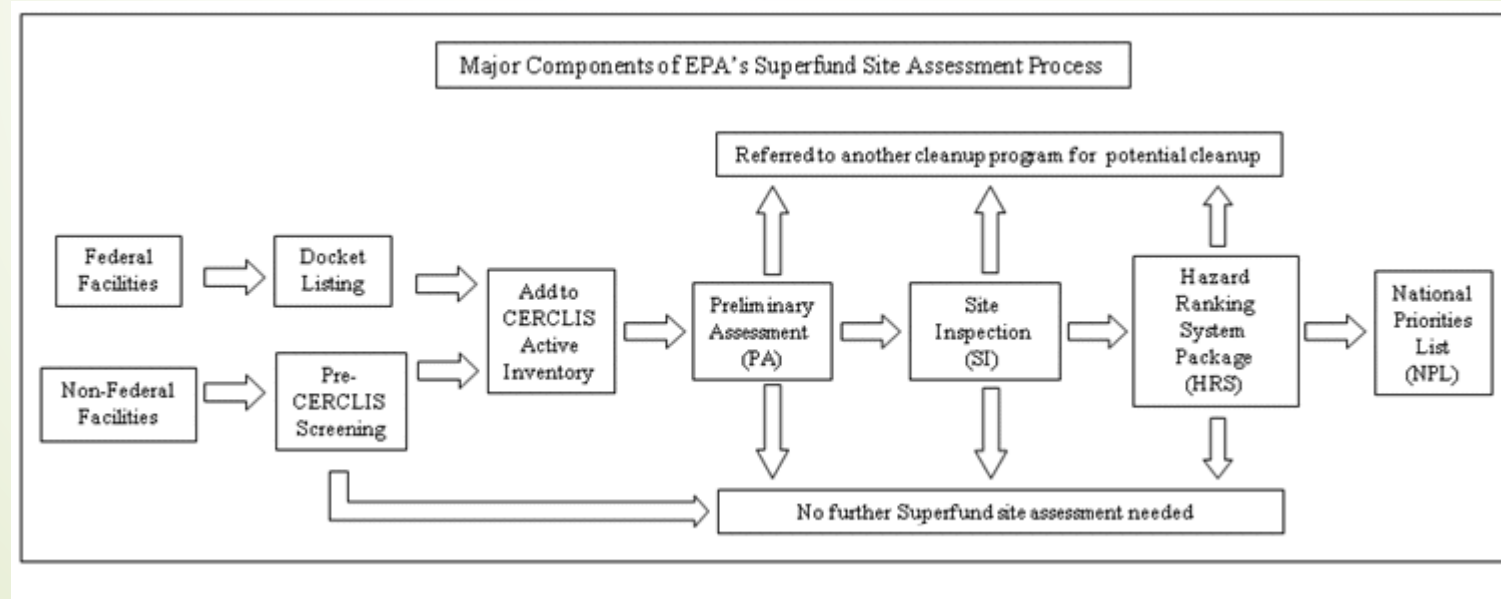 Major Components of EPA's Superfund Site Assessment Process
Referred to another cleanup program for potential cleanup
Federal
Facilities
Docket
Listing
Add to
CERCLIS
Active
Inventory
Preliminary
Assessment
(PA)
Site
Inspection
(SI)
Hazard
Ranking
System
Package
(HRS)
National
Priorities
List
(NPL)
Non-Federal
Facilities
Pre-
CERCLIS
Screening
No further Superfund site assessment needed